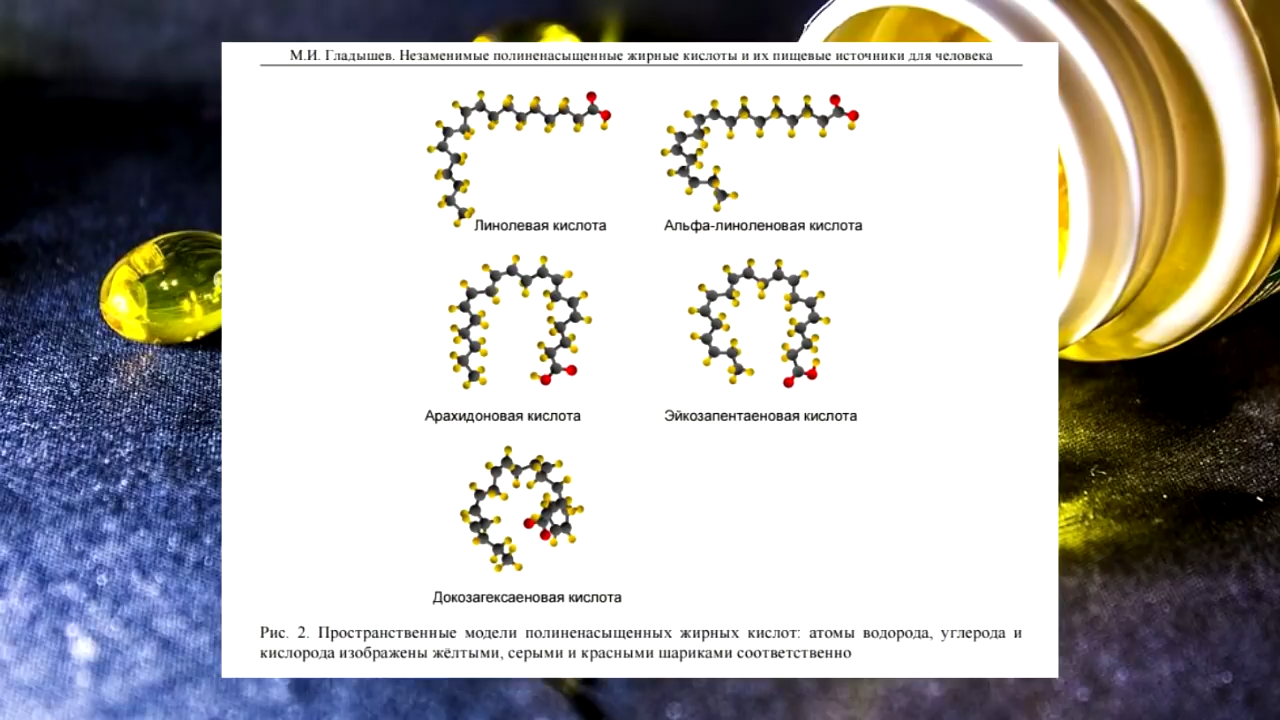 М.И. Гладышев. Незаменимые полиненасыщенные жирные кислоты и их пищевые источники для человека
Линолевая кислота
Альфа-линоленовая кислота
Арахидоновая кислота
Эйкозапентаеновая кислота
Докозагексаеновая кислота
Рис. 2. Пространственные модели полиненасыщенных жирных кислот: атомы водорода, углерода и
кислорода изображены жёлтыми, серыми и красными шариками соответственно